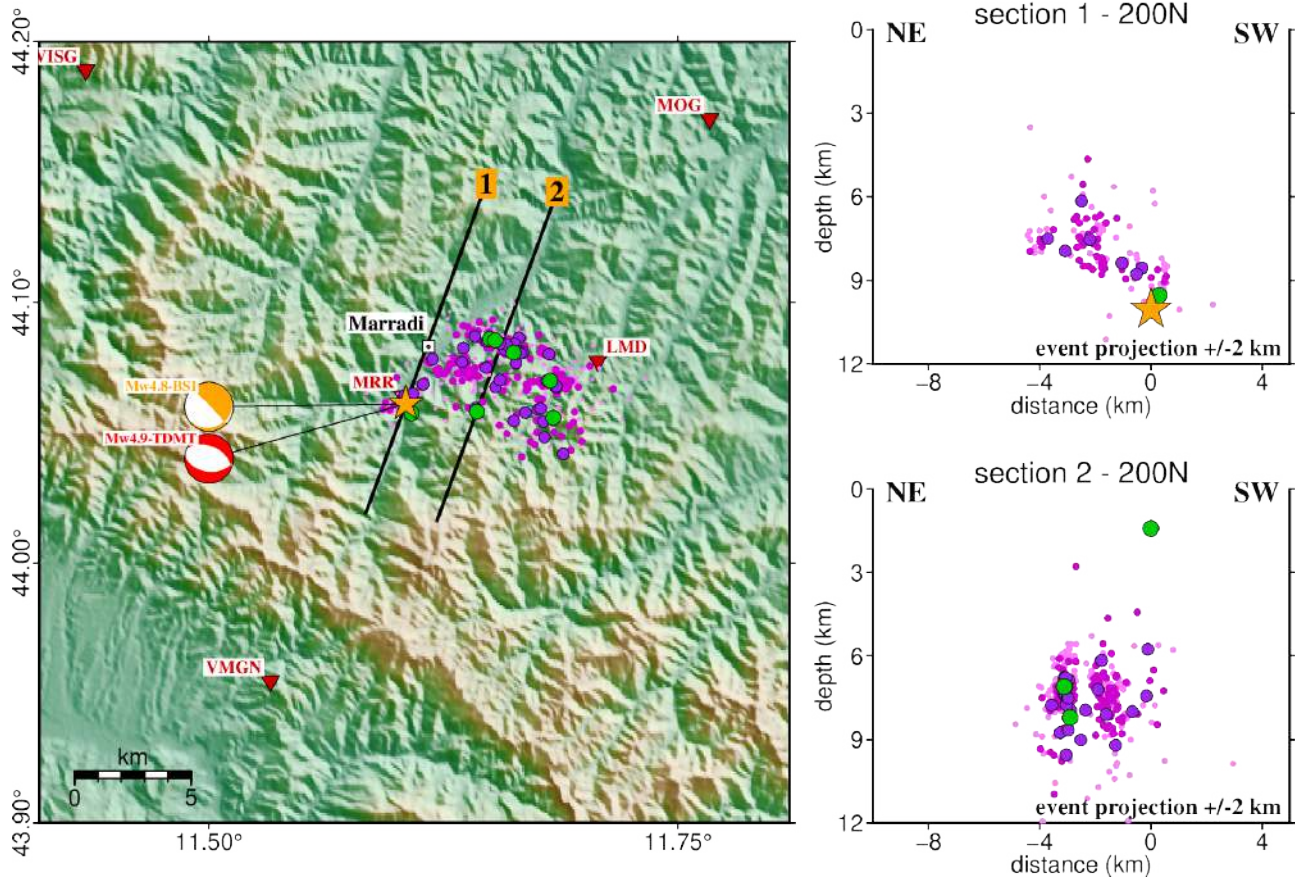 44.20°
44.10°
44.00°
43.90°
11.50°
11.75°
VISG
MOG
1
2
Marradi
LMD
MRR
Mw4.8-BSI
Mw4.9-TDMT
VMGN
km
0 5
section 1 - 200N
NE SW
0
3
6
9
12
depth (km)
event projection +/-2 km
−8 −4 0 4
distance (km)
section 2 - 200N
NE SW
0
3
6
9
12
depth (km)
event projection +/-2 km
−8 −4 0 4
distance (km)